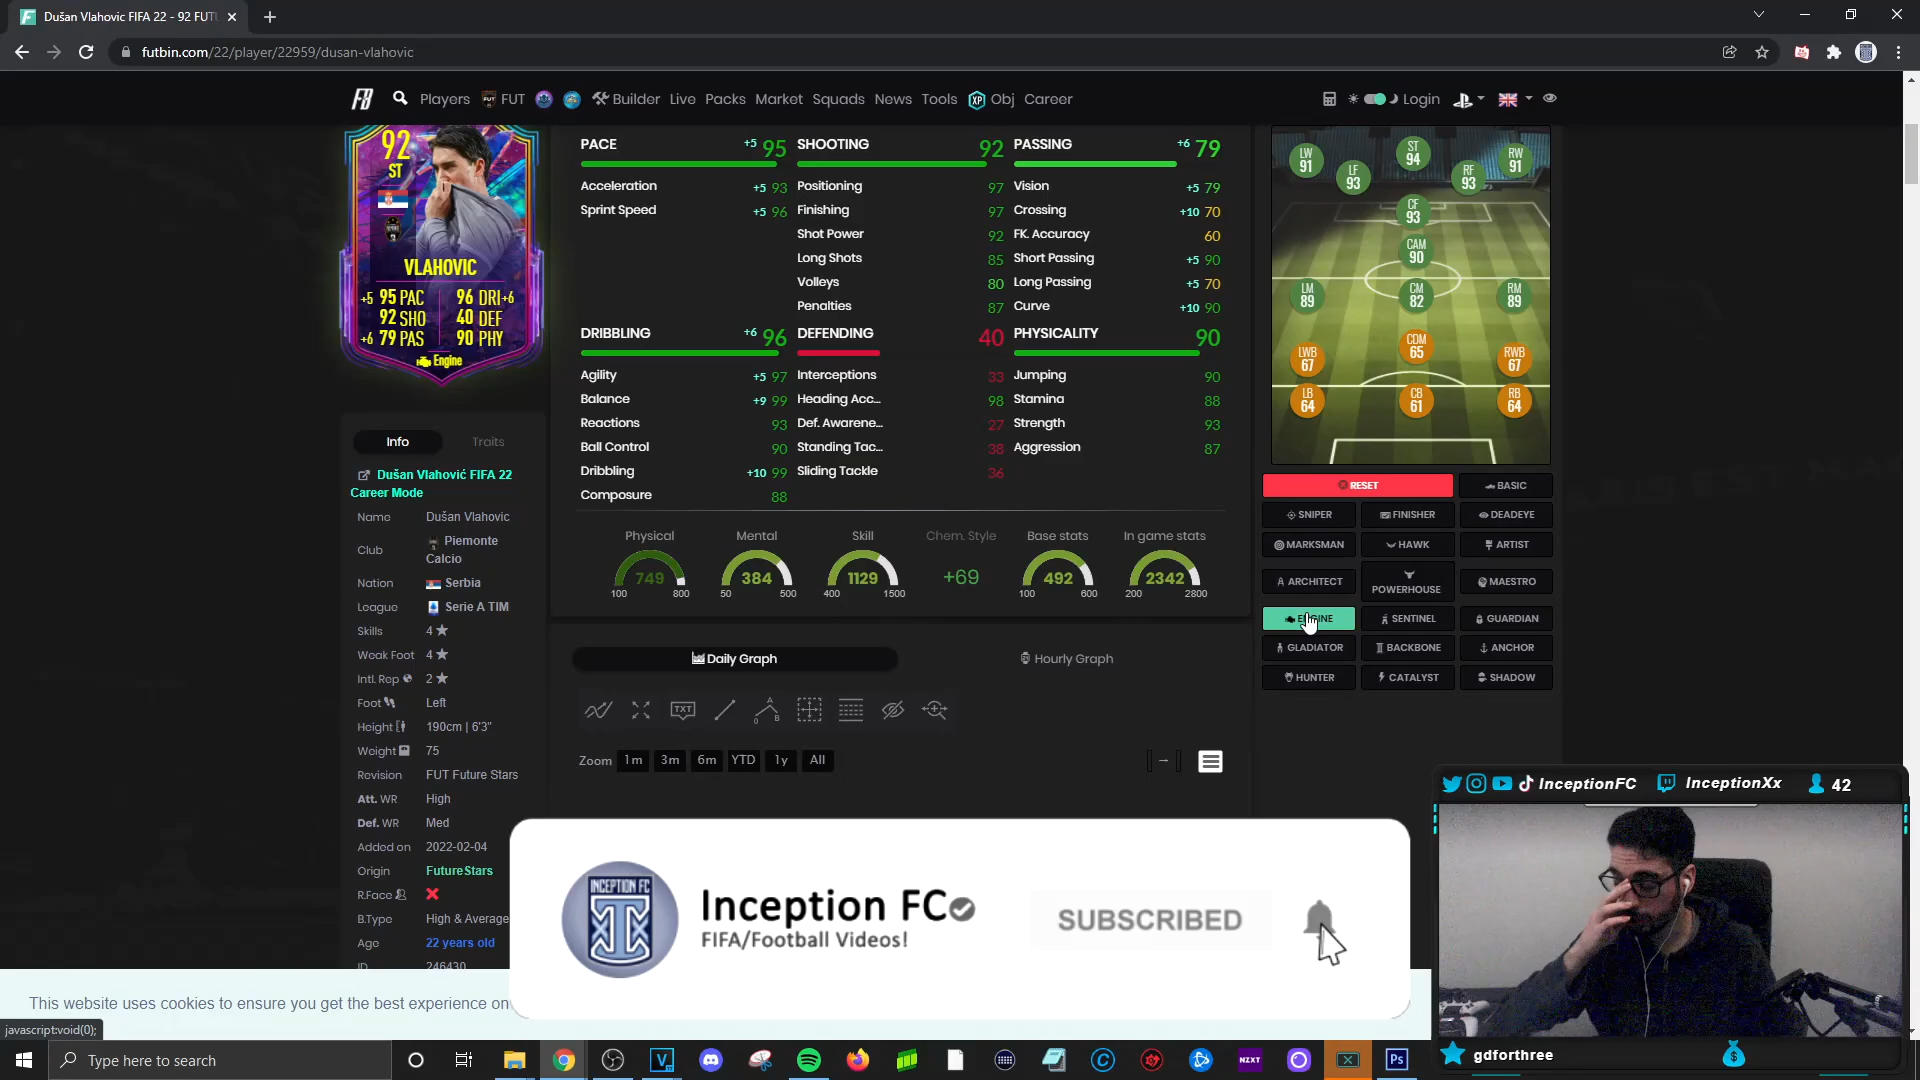 Dušan Vlahovic FIFA 22 - 92 FUT
futbin.com/22/player/22959/dusan-vlahovic
Players FUT Builder Live Packs Market Squads News Tools XP Obj Career Login
92
ST
VLAHOVIC
+5 95 PAC 96 DRI +6
92 SHO 40 DEF
+6 79 PAS 90 PHY
Engine
PACE +5 95
Acceleration +5 93
Sprint Speed +5 96
SHOOTING 92
Positioning 97
Finishing 97
Shot Power 92
Long Shots 85
Volleys 80
Penalties 87
PASSING +6 79
Vision +5 79
Crossing +10 70
FK. Accuracy 60
Short Passing +5 90
Long Passing +5 70
Curve +10 90
DRIBBLING +6 96
Agility +5 97
Balance +9 99
Reactions 93
Ball Control 90
Dribbling +10 99
Composure 88
DEFENDING 40
Interceptions 33
Heading Acc... 98
Def. Awarene... 27
Standing Tac... 38
Sliding Tackle 36
PHYSICALITY 90
Jumping 90
Stamina 88
Strength 93
Aggression 87
Physical Mental Skill Chem. Style Base stats In game stats
749 384 1129 +69 492 2342
100 800 50 500 400 1500 100 600 200 2800
LW 91
LF 93
ST 94
RF 93
RW 91
CF 93
CAM 90
LM 89
CM 82
RM 89
LWB 67
CDM 65
RWB 67
LB 64
CB 61
RB 64
RESET BASIC
SNIPER FINISHER DEADEYE
MARKSMAN HAWK ARTIST
ARCHITECT POWERHOUSE MAESTRO
ENGINE SENTINEL GUARDIAN
GLADIATOR BACKBONE ANCHOR
HUNTER CATALYST SHADOW
Info Traits
Dušan Vlahović FIFA 22
Career Mode
Name Dušan Vlahovic
Club Piemonte
Calcio
Nation Serbia
League Serie A TIM
Skills 4
Weak Foot 4
Intl. Rep 2
Foot Left
Height 190cm | 6'3"
Weight 75
Revision FUT Future Stars
Att. WR High
Def. WR Med
Added on 2022-02-04
Origin FutureStars
R.Face
B.Type High & Average
Age 22 years old
ID 246430
Daily Graph Hourly Graph
TXT
Zoom 1m 3m 6m YTD 1y All
→
INCEPTION FC
Inception FC
FIFA/Football Videos!
SUBSCRIBED
InceptionFC InceptionXx 42
gdforthree
This website uses cookies to ensure you get the best experience on
javascript:void(0);
Type here to search
NZXT
Ps